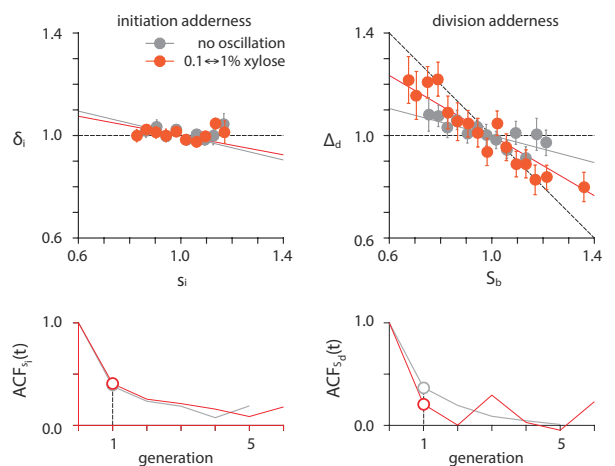 initiation adderness
division adderness
no oscillation
0.1↔1% xylose
1.4
1.0
0.6
δi
0.6
1.0
1.4
si
1.4
1.0
0.6
Δd
0.6
1.0
1.4
Sb
1.0
0.0
ACFsi(t)
1
5
generation
1.0
0.0
ACFSd(t)
1
5
generation